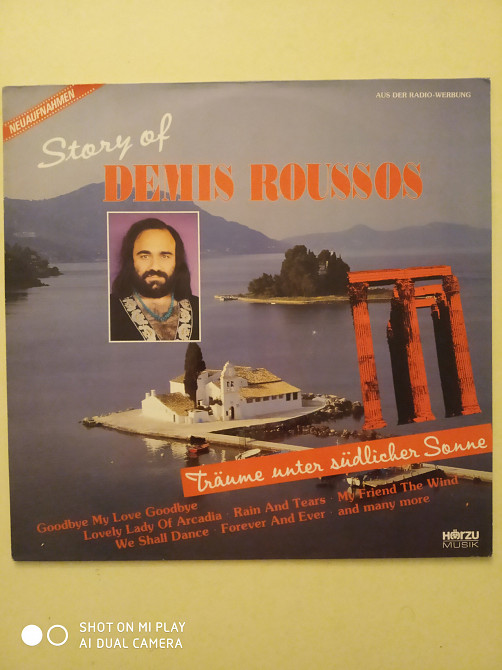 NEUAUFNAHMEN
AUS DER RADIO-WERBUNG
Story of
DEMIS ROUSSOS
Träume unter südlicher Sonne
Goodbye My Love Goodbye
Lovely Lady Of Arcadia · Rain And Tears · My Friend The Wind
We Shall Dance · Forever And Ever · and many more
HÖRZU
MUSIK
SHOT ON MI PLAY
AI DUAL CAMERA